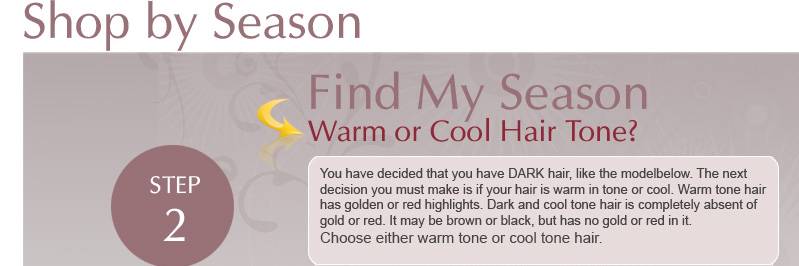 Shop by Season
Find My Season
Warm or Cool Hair Tone?
STEP
2
You have decided that you have DARK hair, like the modelbelow. The next
decision you must make is if your hair is warm in tone or cool. Warm tone hair
has golden or red highlights. Dark and cool tone hair is completely absent of
gold or red. It may be brown or black, but has no gold or red in it.
Choose either warm tone or cool tone hair.